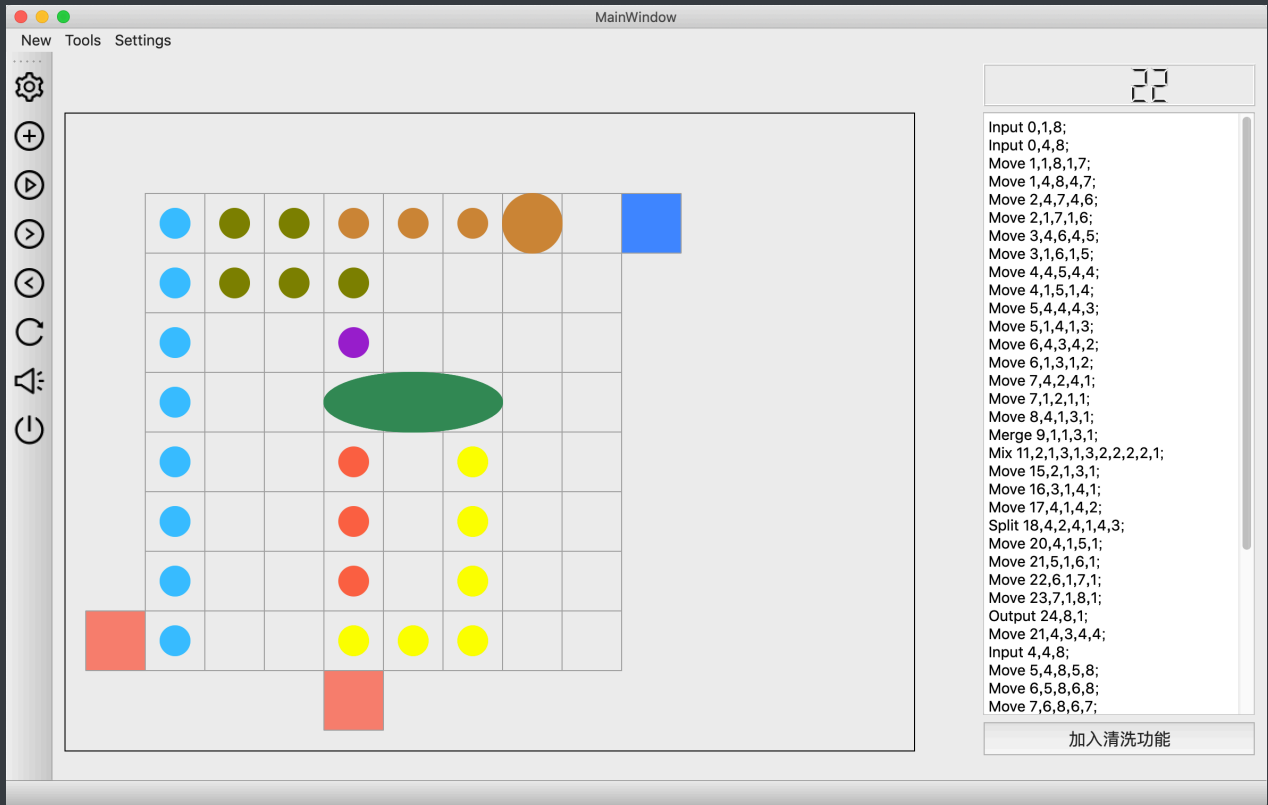 MainWindow
New Tools Settings
22
Input 0,1,8;
Input 0,4,8;
Move 1,1,8,1,7;
Move 1,4,8,4,7;
Move 2,4,7,4,6;
Move 2,1,7,1,6;
Move 3,4,6,4,5;
Move 3,1,6,1,5;
Move 4,4,5,4,4;
Move 4,1,5,1,4;
Move 5,4,4,4,3;
Move 5,1,4,1,3;
Move 6,4,3,4,2;
Move 6,1,3,1,2;
Move 7,4,2,4,1;
Move 7,1,2,1,1;
Move 8,4,1,3,1;
Merge 9,1,1,3,1;
Mix 11,2,1,3,1,3,2,2,2,2,1;
Move 15,2,1,3,1;
Move 16,3,1,4,1;
Move 17,4,1,4,2;
Split 18,4,2,4,1,4,3;
Move 20,4,1,5,1;
Move 21,5,1,6,1;
Move 22,6,1,7,1;
Move 23,7,1,8,1;
Output 24,8,1;
Move 21,4,3,4,4;
Input 4,4,8;
Move 5,4,8,5,8;
Move 6,5,8,6,8;
Move 7,6,8,6,7;
加入清洗功能